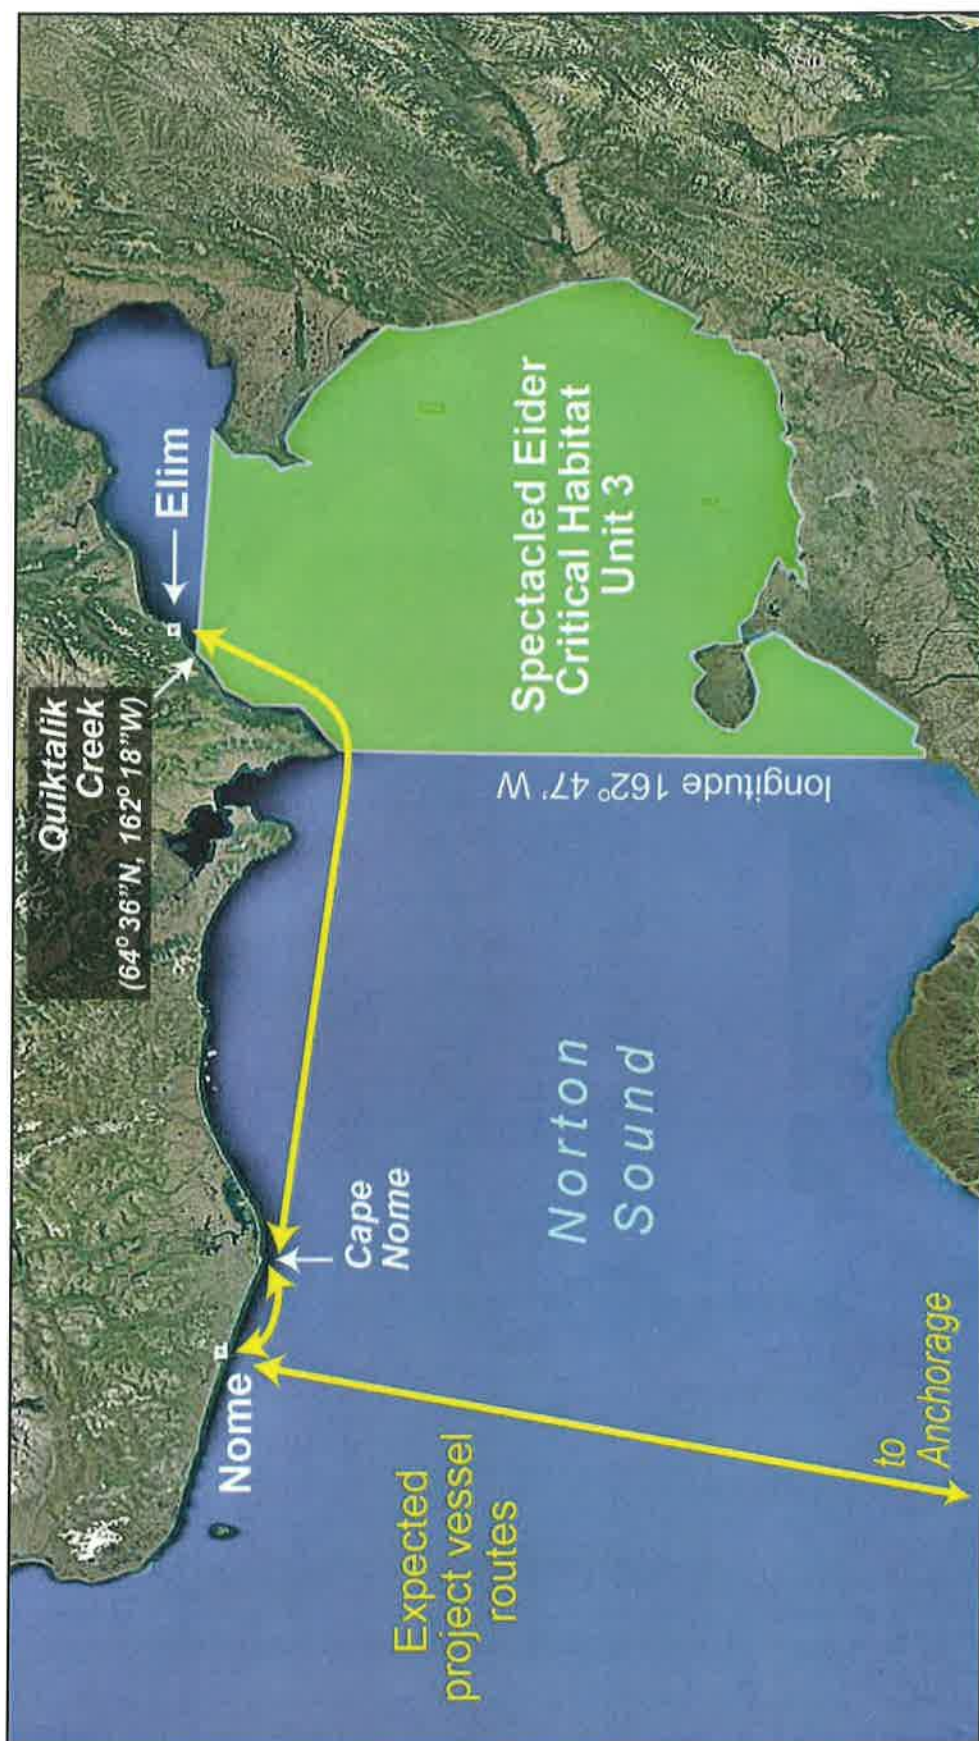 Quiktalik
Creek
(64° 36"N, 162° 18"W)
Elim
Spectacled Eider
Critical Habitat
Unit 3
longitude 162° 47' W
Norton
Sound
Cape
Nome
Nome
Expected
project vessel
routes
to
Anchorage